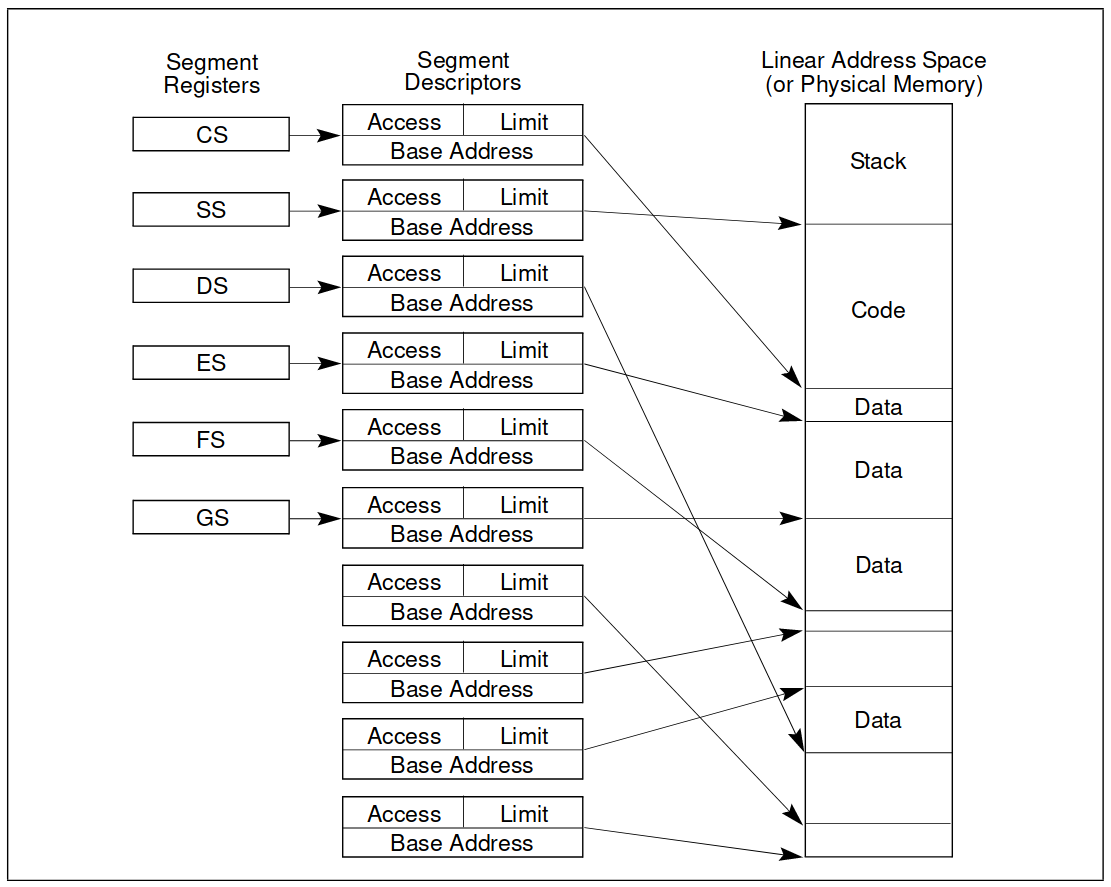 Segment
Registers
Segment
Descriptors
Linear Address Space
(or Physical Memory)
CS
Access Limit
Base Address
Stack
SS
Access Limit
Base Address
DS
Access Limit
Base Address
Code
ES
Access Limit
Base Address
Data
FS
Access Limit
Base Address
Data
GS
Access Limit
Base Address
Data
Access Limit
Base Address
Access Limit
Base Address
Data
Access Limit
Base Address
Access Limit
Base Address